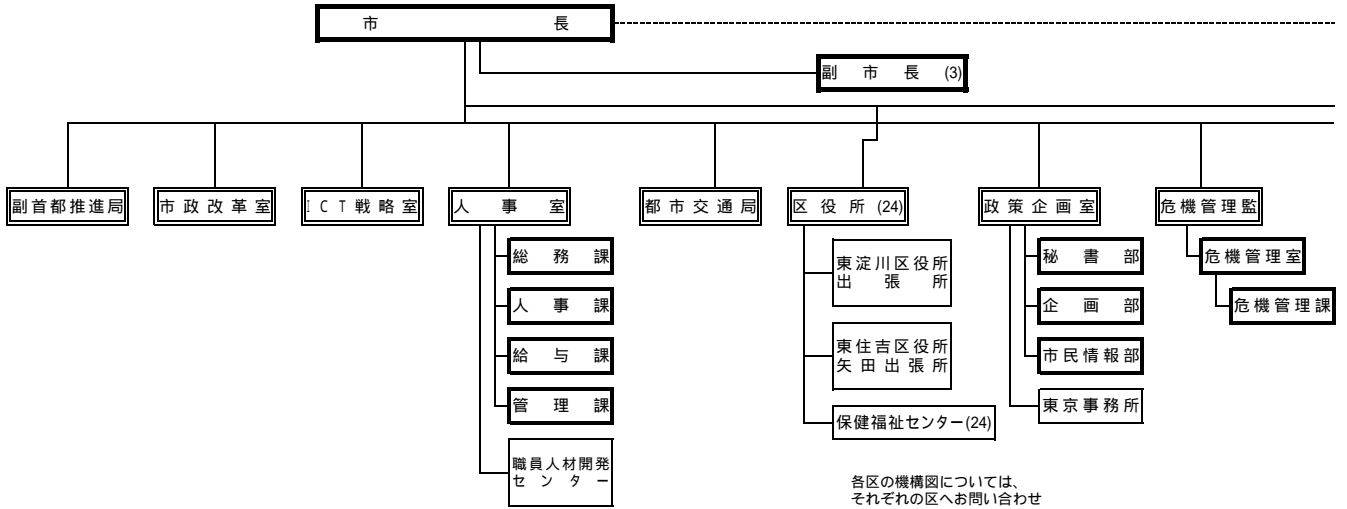 市長
副市長 (3)
副首都推進局
市政改革室
ICT戦略室
人事室
都市交通局
区役所 (24)
政策企画室
危機管理監
総務課
人事課
給与課
管理課
職員人材開発
センター
東淀川区役所
出張所
東住吉区役所
矢田出張所
保健福祉センター(24)
秘書部
企画部
市民情報部
東京事務所
危機管理室
危機管理課
各区の機構図については、
それぞれの区へお問い合わせ